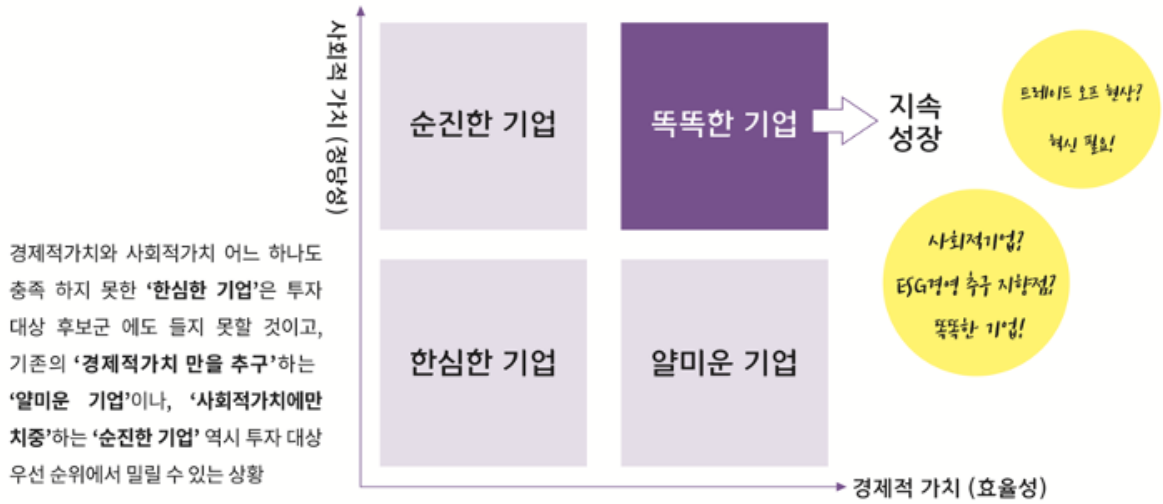 사회적 가치 (정당성)
순진한 기업
똑똑한 기업
지속
성장
트레이드 오프 현상?
혁신 필요!
사회적기업?
ESG경영 추구 지향점?
똑똑한 기업!
경제적가치와 사회적가치 어느 하나도
충족 하지 못한 ‘한심한 기업’은 투자
대상 후보군 에도 들지 못할 것이고,
기존의 ‘경제적가치 만을 추구’하는
‘얄미운 기업’이나, ‘사회적가치에만
치중’하는 ‘순진한 기업’ 역시 투자 대상
우선 순위에서 밀릴 수 있는 상황
한심한 기업
얄미운 기업
경제적 가치 (효율성)